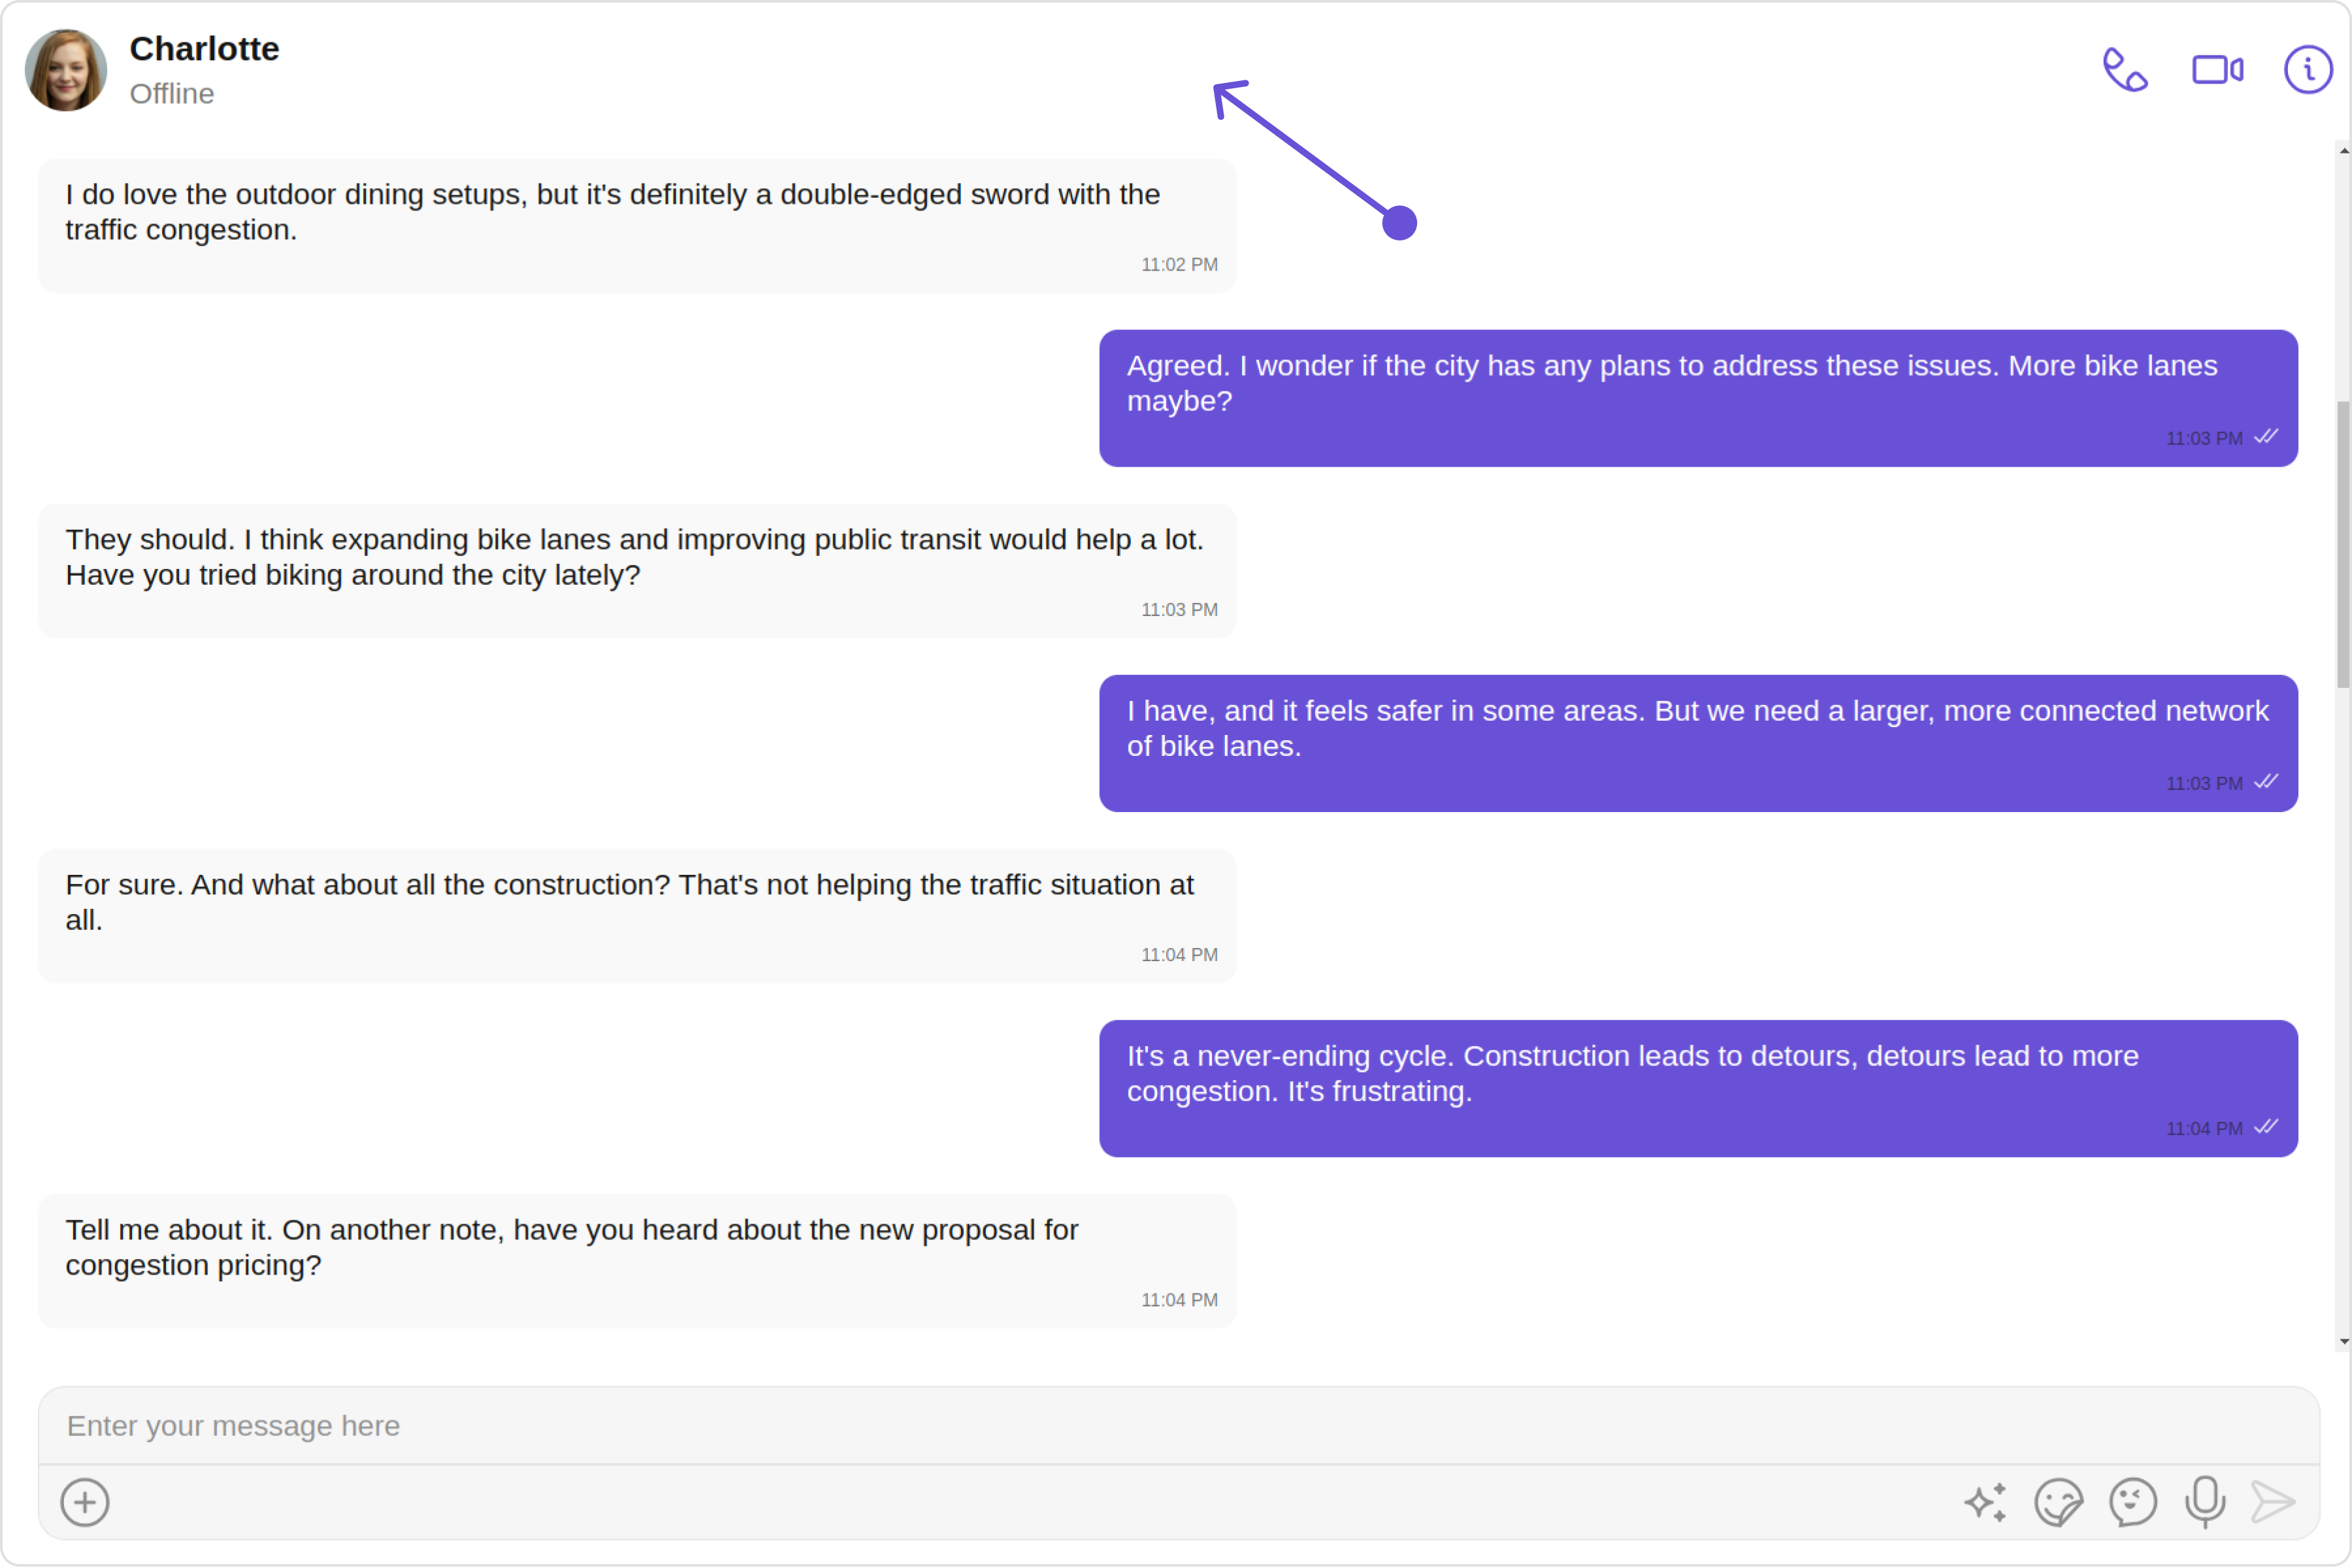 Charlotte
Offline
I do love the outdoor dining setups, but it's definitely a double-edged sword with the
traffic congestion.
11:02 PM
Agreed. I wonder if the city has any plans to address these issues. More bike lanes
maybe?
11:03 PM
They should. I think expanding bike lanes and improving public transit would help a lot.
Have you tried biking around the city lately?
11:03 PM
I have, and it feels safer in some areas. But we need a larger, more connected network
of bike lanes.
11:03 PM
For sure. And what about all the construction? That's not helping the traffic situation at
all.
11:04 PM
It's a never-ending cycle. Construction leads to detours, detours lead to more
congestion. It's frustrating.
11:04 PM
Tell me about it. On another note, have you heard about the new proposal for
congestion pricing?
11:04 PM
Enter your message here